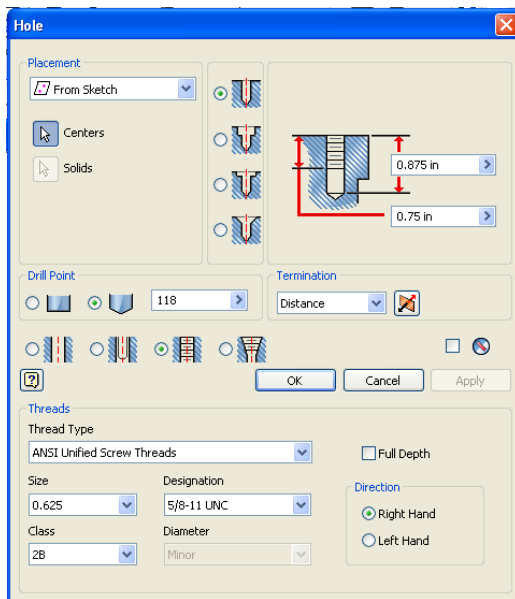 Hole
Placement
From Sketch
Centers
Solids
0.875 in
0.75 in
Drill Point
118
Termination
Distance
OK
Cancel
Apply
Threads
Thread Type
ANSI Unified Screw Threads
Full Depth
Size
Designation
0.625
5/8-11 UNC
Direction
Right Hand
Left Hand
Class
Diameter
2B
Minor